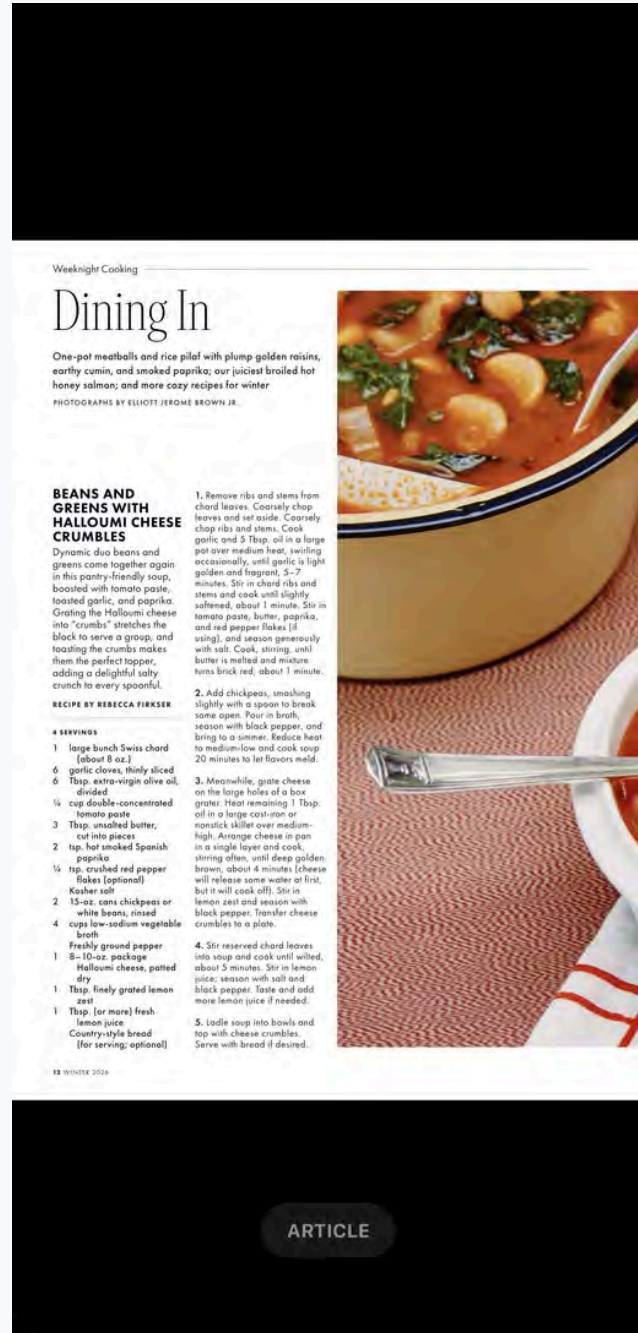 Weeknight Cooking
Dining In
One-pot meatballs and rice pilaf with plump golden raisins,
earthy cumin, and smoked paprika; our juiciest broiled hot
honey salmon; and more cozy recipes for winter
PHOTOGRAPHS BY ELLIOTT JEROME BROWN JR.
BEANS AND
GREENS WITH
HALLOUMI CHEESE
CRUMBLES
Dynamic duo beans and
greens come together again
in this pantry-friendly soup,
boosted with tomato paste,
toasted garlic, and paprika.
Grating the Halloumi cheese
into “crumbs” stretches the
block to serve a group, and
toasting the crumbs makes
them the perfect topper,
adding a delightful salty
crunch to every spoonful.
RECIPE BY REBECCA FIRKSER
4 SERVINGS
1 large bunch Swiss chard
(about 8 oz.)
6 garlic cloves, thinly sliced
6 Tbsp. extra-virgin olive oil,
divided
¼ cup double-concentrated
tomato paste
3 Tbsp. unsalted butter,
cut into pieces
2 tsp. hot smoked Spanish
paprika
¼ tsp. crushed red pepper
flakes (optional)
Kosher salt
2 15-oz. cans chickpeas or
white beans, rinsed
4 cups low-sodium vegetable
broth
Freshly ground pepper
1 8–10-oz. package
Halloumi cheese, patted
dry
1 Tbsp. finely grated lemon
zest
1 Tbsp. (or more) fresh
lemon juice
Country-style bread
(for serving; optional)
1. Remove ribs and stems from
chard leaves. Coarsely chop
leaves and set aside. Coarsely
chop ribs and stems. Cook
garlic and 5 Tbsp. oil in a large
pot over medium heat, swirling
occasionally, until garlic is light
golden and fragrant, 5–7
minutes. Stir in chard ribs and
stems and cook until slightly
softened, about 1 minute. Stir in
tomato paste, butter, paprika,
and red pepper flakes (if
using), and season generously
with salt. Cook, stirring, until
butter is melted and mixture
turns brick red, about 1 minute.
2. Add chickpeas, smashing
slightly with a spoon to break
some open. Pour in broth,
season with black pepper, and
bring to a simmer. Reduce heat
to medium-low and cook soup
20 minutes to let flavors meld.
3. Meanwhile, grate cheese
on the large holes of a box
grater. Heat remaining 1 Tbsp.
oil in a large cast-iron or
nonstick skillet over medium-
high. Arrange cheese in pan
in a single layer and cook,
stirring often, until deep golden
brown, about 4 minutes (cheese
will release some water at first,
but it will cook off). Stir in
lemon zest and season with
black pepper. Transfer cheese
crumbles to a plate.
4. Stir reserved chard leaves
into soup and cook until wilted,
about 5 minutes. Stir in lemon
juice; season with salt and
black pepper. Taste and add
more lemon juice if needed.
5. Ladle soup into bowls and
top with cheese crumbles.
Serve with bread if desired.
12 WINTER 2026
ARTICLE